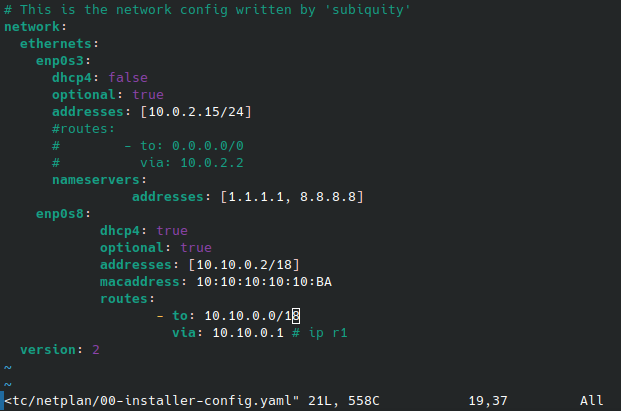 # This is the network config written by 'subiquity'
network:
  ethernets:
    enp0s3:
      dhcp4: false
      optional: true
      addresses: [10.0.2.15/24]
      #routes:
      #        - to: 0.0.0.0/0
      #          via: 10.0.2.2
      nameservers:
                addresses: [1.1.1.1, 8.8.8.8]
    enp0s8:
            dhcp4: true
            optional: true
            addresses: [10.10.0.2/18]
            macaddress: 10:10:10:10:10:BA
            routes:
                   - to: 10.10.0.0/18
                     via: 10.10.0.1 # ip r1
  version: 2
~
~
<tc/netplan/00-installer-config.yaml" 21L, 558C                    19,37         All